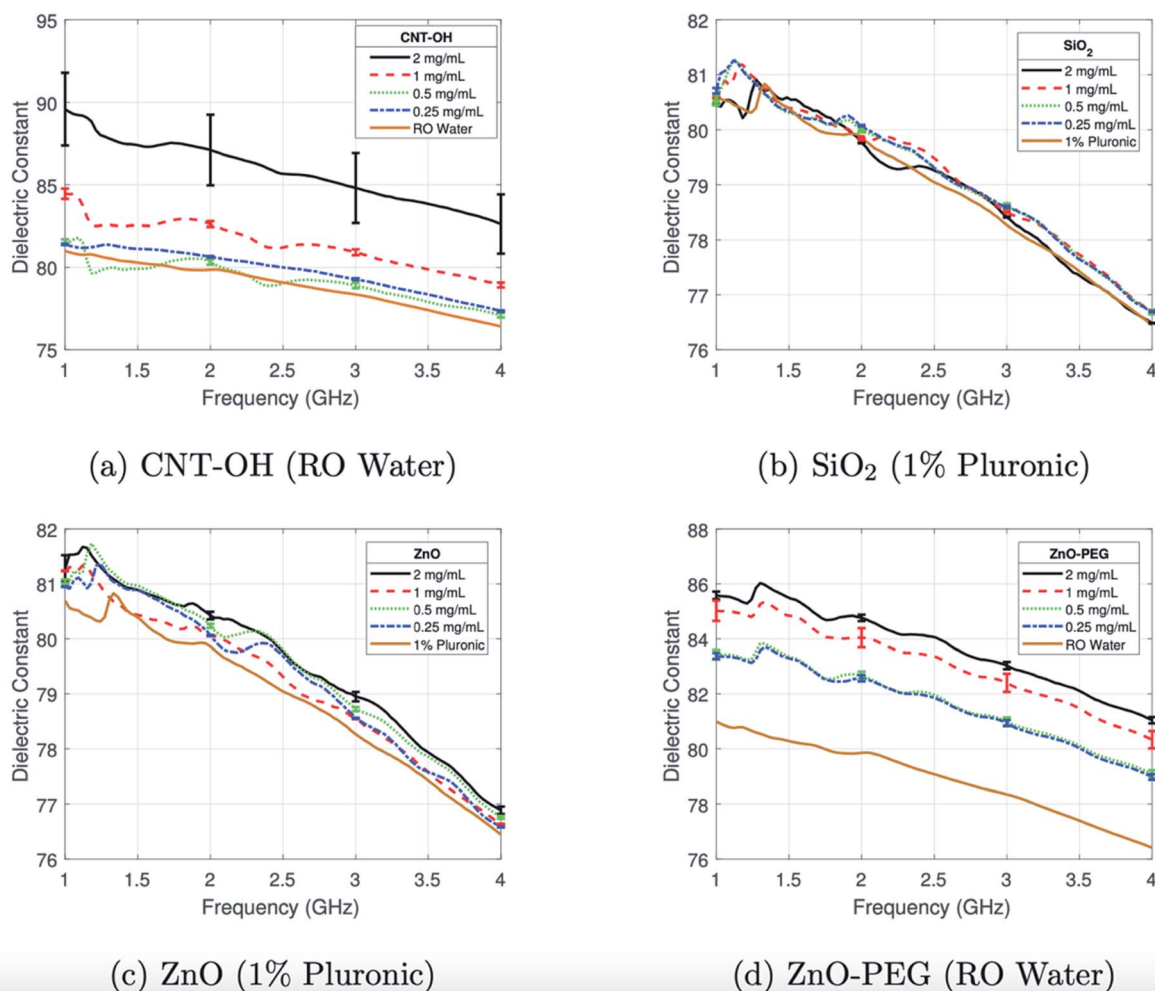 95
90
85
80
75
Dielectric Constant
CNT-OH
2 mg/mL
1 mg/mL
0.5 mg/mL
0.25 mg/mL
RO Water
1 1.5 2 2.5 3 3.5 4
Frequency (GHz)
(a) CNT-OH (RO Water)
82
81
80
79
78
77
76
Dielectric Constant
SiO₂
2 mg/mL
1 mg/mL
0.5 mg/mL
0.25 mg/mL
1% Pluronic
1 1.5 2 2.5 3 3.5 4
Frequency (GHz)
(b) SiO₂ (1% Pluronic)
82
81
80
79
78
77
76
Dielectric Constant
ZnO
2 mg/mL
1 mg/mL
0.5 mg/mL
0.25 mg/mL
1% Pluronic
1 1.5 2 2.5 3 3.5 4
Frequency (GHz)
(c) ZnO (1% Pluronic)
88
86
84
82
80
78
76
Dielectric Constant
ZnO-PEG
2 mg/mL
1 mg/mL
0.5 mg/mL
0.25 mg/mL
RO Water
1 1.5 2 2.5 3 3.5 4
Frequency (GHz)
(d) ZnO-PEG (RO Water)